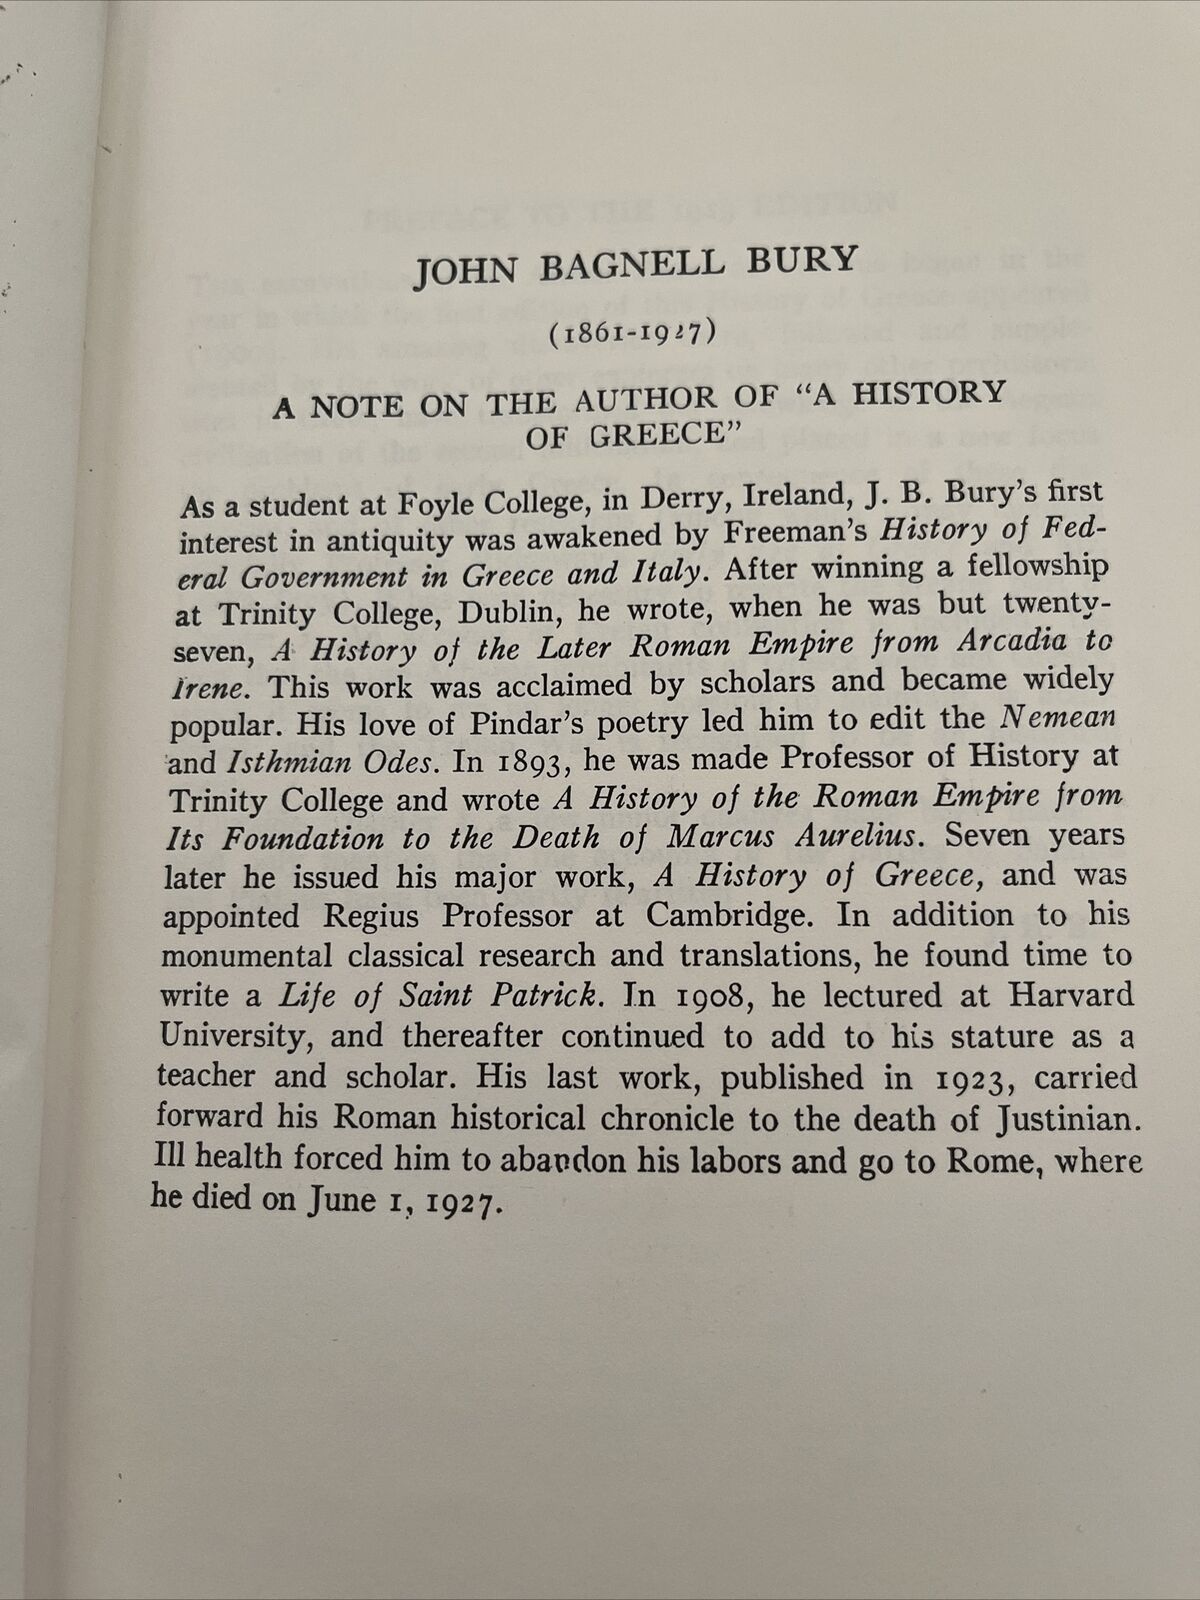 JOHN BAGNELL BURY
(1861-1927)
A NOTE ON THE AUTHOR OF "A HISTORY
OF GREECE"
As a student at Foyle College, in Derry, Ireland, J. B. Bury's first
interest in antiquity was awakened by Freeman's History of Fed-
eral Government in Greece and Italy. After winning a fellowship
at Trinity College, Dublin, he wrote, when he was but twenty-
seven, A History of the Later Roman Empire from Arcadia to
Irene. This work was acclaimed by scholars and became widely
popular. His love of Pindar's poetry led him to edit the Nemean
and Isthmian Odes. In 1893, he was made Professor of History at
Trinity College and wrote A History of the Roman Empire from
Its Foundation to the Death of Marcus Aurelius. Seven years
later he issued his major work, A History of Greece, and was
appointed Regius Professor at Cambridge. In addition to his
monumental classical research and translations, he found time to
write a Life of Saint Patrick. In 1908, he lectured at Harvard
University, and thereafter continued to add to his stature as a
teacher and scholar. His last work, published in 1923, carried
forward his Roman historical chronicle to the death of Justinian.
Ill health forced him to abandon his labors and go to Rome, where
he died on June 1, 1927.